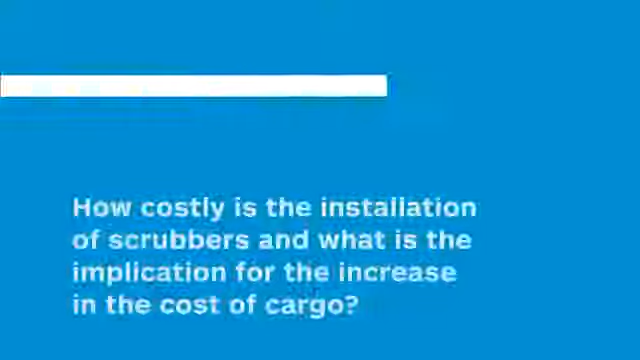 How costly is the installation
of scrubbers and what is the
implication for the increase
in the cost of cargo?